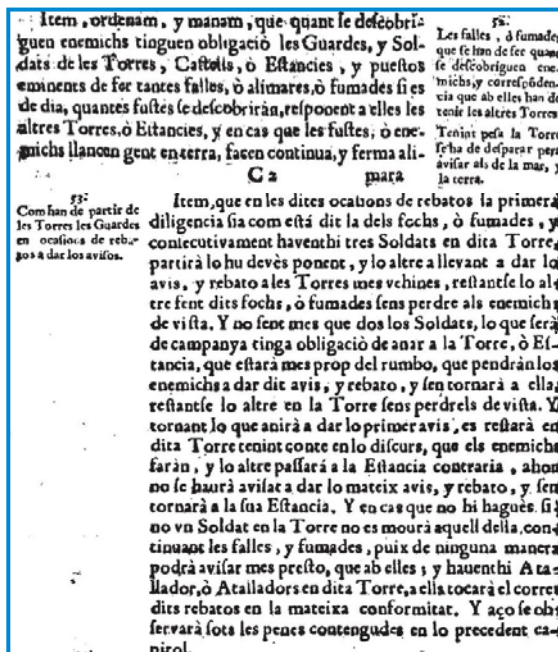 Item, ordenam, y manam, que quant se descobri-
guen enemichs tinguen obligació les Guardes, y Sol-
dats de les Torres, Castells, ò Estancies, y puestos
eminents de fer tantes falles, ò alimares, ò fumades si es
de dia, quantes fustes se descobriràn, responent a elles les
altres Torres, ò Estancies, y en cas que les fustes, ò ene-
michs llancen gent en terra, facen continua, y ferma ali-
Ca mara
Les falles, ò fumades
que se han de fer quant
se descobriguen ene-
michs, y correspōden-
cia que ab elles han de
tenir les altres Torres.
Tenint pesa la Torre
se ha de desparar pera
avisar als de la mar, y
la terra.
53.
Com han de partir de
les Torres les Guardes
en ocasions de reba-
tos a dar los avisos.
Item, que en les dites ocasions de rebatos la primera
diligencia sia com està dit la dels fochs, ò fumades, y
consecutivament haventhi tres Soldats en dita Torre,
partirà lo hu devès ponent, y lo altre a llevant a dar lo
avis, y rebato a les Torres mes vehines, restantse lo al-
tre fent dits fochs, ò fumades sens perdre als enemichs
de vista. Y no sent mes que dos los Soldats, lo que serà
de campanya tinga obligació de anar a la Torre, ò Es-
tancia, que estarà mes prop del rumbo, que pendràn los
enemichs a dar dit avis, y rebato, y sen tornarà a ella,
restantse lo altre en la Torre sens perdrels de vista. Y
tornant lo que anirà a dar lo primer avis, es restarà en
dita Torre tenint conte en lo discurs, que els enemichs
faràn, y lo altre passarà a la Estancia contraria, ahon
no se haurà avisat a dar lo mateix avis, y rebato, y sen
tornarà a la sua Estancia. Y en cas que no hi hagués si
no vn Soldat en la Torre no es mourà aquell della, con-
tinuant les falles, y fumades, puix de ninguna manera
podrà avisar mes presto, que ab elles; y hauenthi Ata-
llador, ò Atalladors en dita Torre, a ella tocarà el correr
dits rebatos en la mateixa conformitat. Y aço se ob-
servarà sots les penes contengudes en lo precedent ca-
pitol.